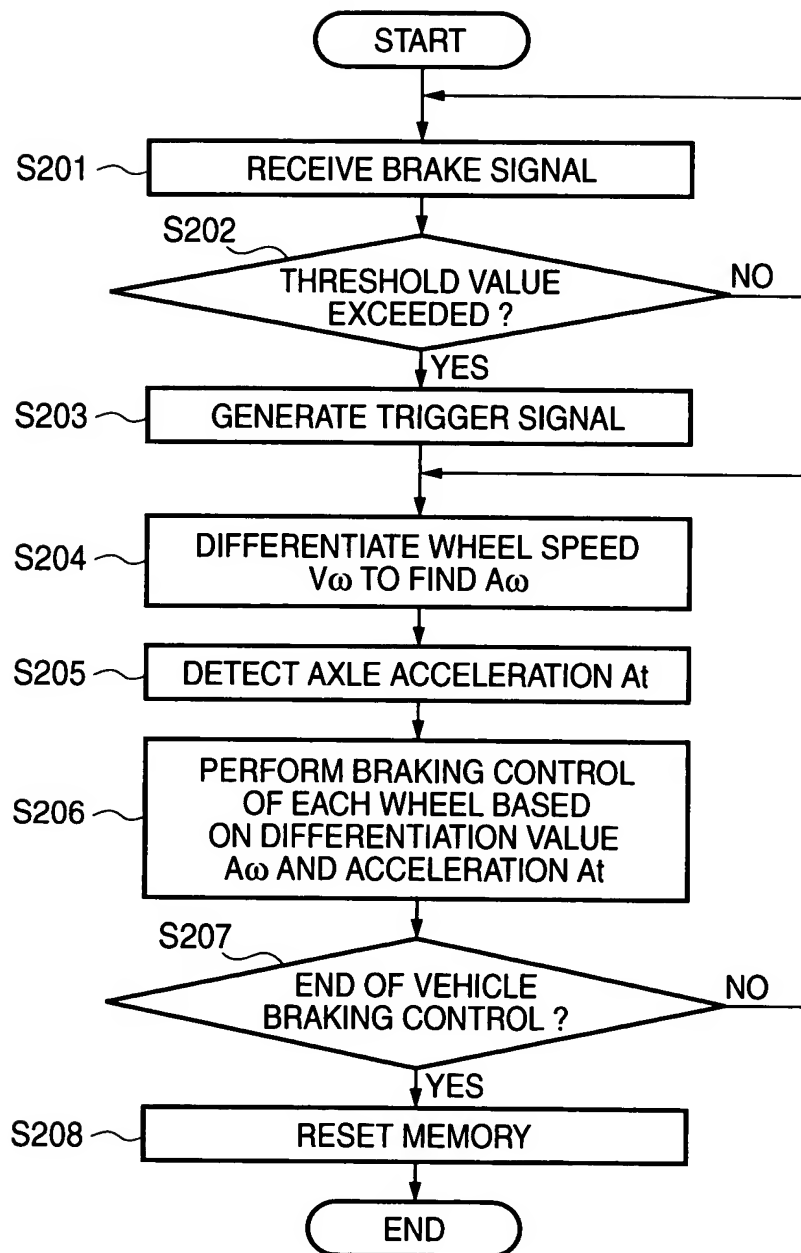 START
S201
RECEIVE BRAKE SIGNAL
S202
THRESHOLD VALUE
EXCEEDED ?
NO
YES
S203
GENERATE TRIGGER SIGNAL
S204
DIFFERENTIATE WHEEL SPEED
Vω TO FIND Aω
S205
DETECT AXLE ACCELERATION At
S206
PERFORM BRAKING CONTROL
OF EACH WHEEL BASED
ON DIFFERENTIATION VALUE
Aω AND ACCELERATION At
S207
END OF VEHICLE
BRAKING CONTROL ?
NO
YES
S208
RESET MEMORY
END